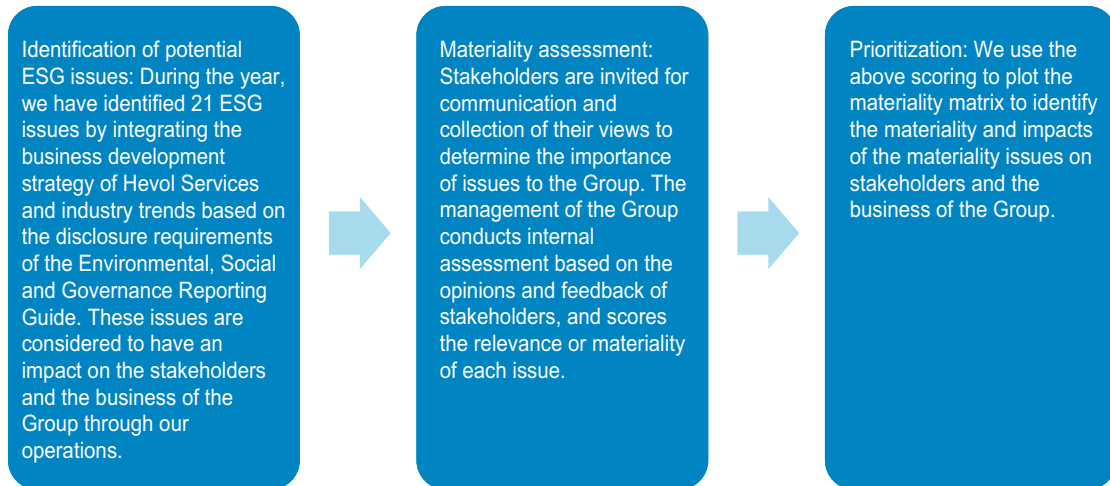 Identification of potential
ESG issues: During the year,
we have identified 21 ESG
issues by integrating the
business development
strategy of Hevol Services
and industry trends based on
the disclosure requirements
of the Environmental, Social
and Governance Reporting
Guide. These issues are
considered to have an
impact on the stakeholders
and the business of the
Group through our
operations.
Materiality assessment:
Stakeholders are invited for
communication and
collection of their views to
determine the importance
of issues to the Group. The
management of the Group
conducts internal
assessment based on the
opinions and feedback of
stakeholders, and scores
the relevance or materiality
of each issue.
Prioritization: We use the
above scoring to plot the
materiality matrix to identify
the materiality and impacts
of the materiality issues on
stakeholders and the
business of the Group.